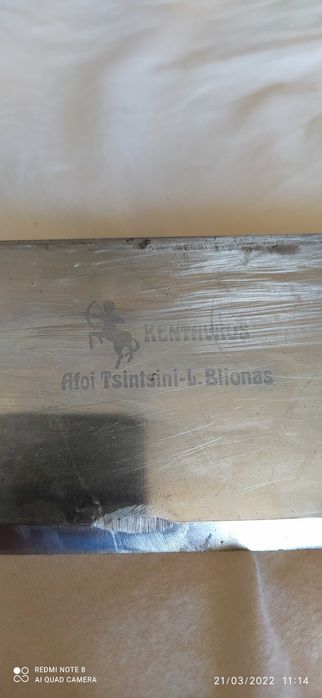 KENTAVROS
Afoi Tsintsini-L. Blionas
REDMI NOTE 8
AI QUAD CAMERA
21/03/2022 11:14